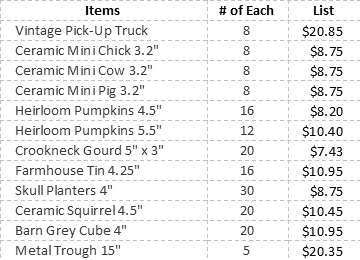 Items # of Each List
Vintage Pick-Up Truck 8 $20.85
Ceramic Mini Chick 3.2" 8 $8.75
Ceramic Mini Cow 3.2" 8 $8.75
Ceramic Mini Pig 3.2" 8 $8.75
Heirloom Pumpkins 4.5" 16 $8.20
Heirloom Pumpkins 5.5" 12 $10.40
Crookneck Gourd 5" x 3" 20 $7.43
Farmhouse Tin 4.25" 16 $10.95
Skull Planters 4" 30 $8.75
Ceramic Squirrel 4.5" 20 $10.45
Barn Grey Cube 4" 20 $10.95
Metal Trough 15" 5 $20.35